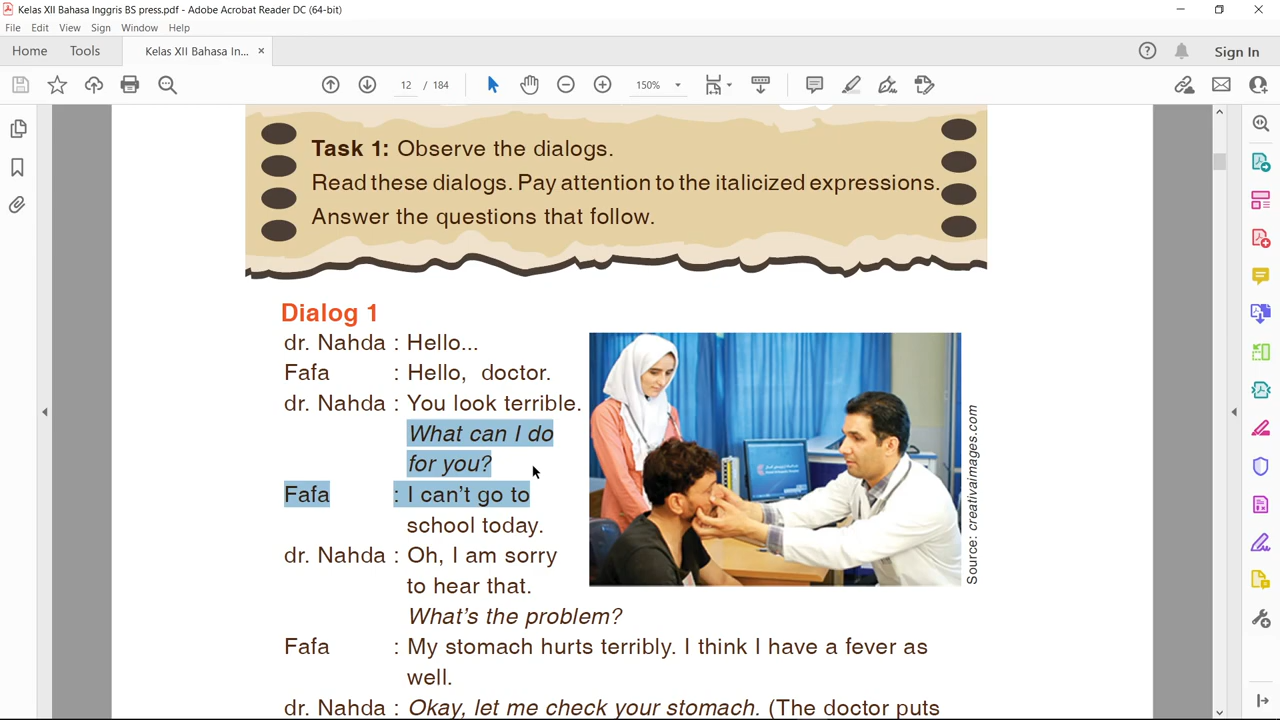 Kelas XII Bahasa Inggris BS press.pdf - Adobe Acrobat Reader DC (64-bit)
File Edit View Sign Window Help
Home Tools Kelas XII Bahasa In... × Sign In
12 / 184 150%
Task 1: Observe the dialogs.
Read these dialogs. Pay attention to the italicized expressions.
Answer the questions that follow.
Dialog 1
dr. Nahda : Hello...
Fafa : Hello, doctor.
dr. Nahda : You look terrible.
What can I do
for you?
Fafa : I can't go to
school today.
dr. Nahda : Oh, I am sorry
to hear that.
What's the problem?
Fafa : My stomach hurts terribly. I think I have a fever as
well.
dr. Nahda : Okay, let me check your stomach. (The doctor puts
Source: creativaimages.com